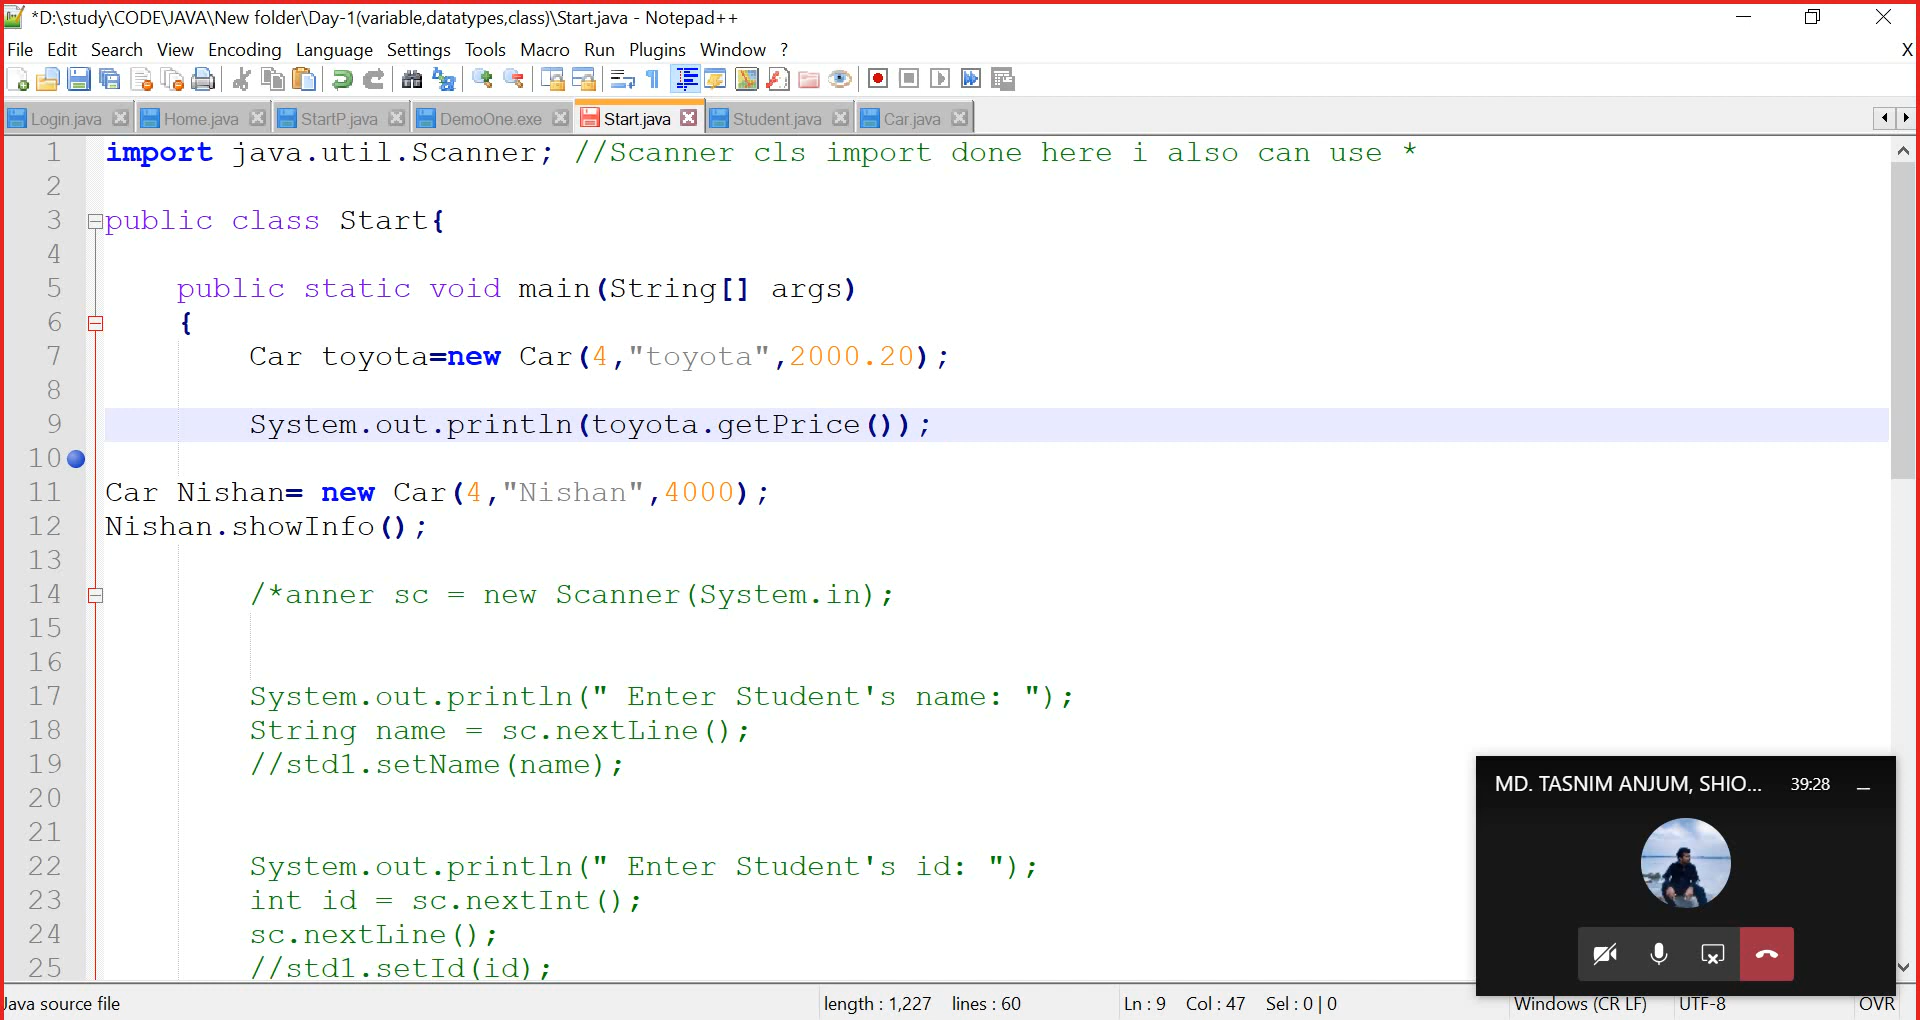 *D:\study\CODE\JAVA\New folder\Day-1(variable,datatypes,class)\Start.java - Notepad++
File Edit Search View Encoding Language Settings Tools Macro Run Plugins Window ? X
Login.java Home.java StartP.java DemoOne.exe Start.java Student.java Car.java
1 import java.util.Scanner; //Scanner cls import done here i also can use *
2
3 public class Start{
4
5 public static void main(String[] args)
6 {
7 Car toyota=new Car(4,"toyota",2000.20);
8
9 System.out.println(toyota.getPrice());
10
11 Car Nishan= new Car(4,"Nishan",4000);
12 Nishan.showInfo();
13
14 /*anner sc = new Scanner(System.in);
15
16
17 System.out.println(" Enter Student's name: ");
18 String name = sc.nextLine();
19 //std1.setName(name);
20
21
22 System.out.println(" Enter Student's id: ");
23 int id = sc.nextInt();
24 sc.nextLine();
25 //std1.setId(id);
MD. TASNIM ANJUM, SHIO... 39:28
Java source file length : 1,227 lines : 60 Ln : 9 Col : 47 Sel : 0 | 0 Windows (CR LF) UTF-8 OVR